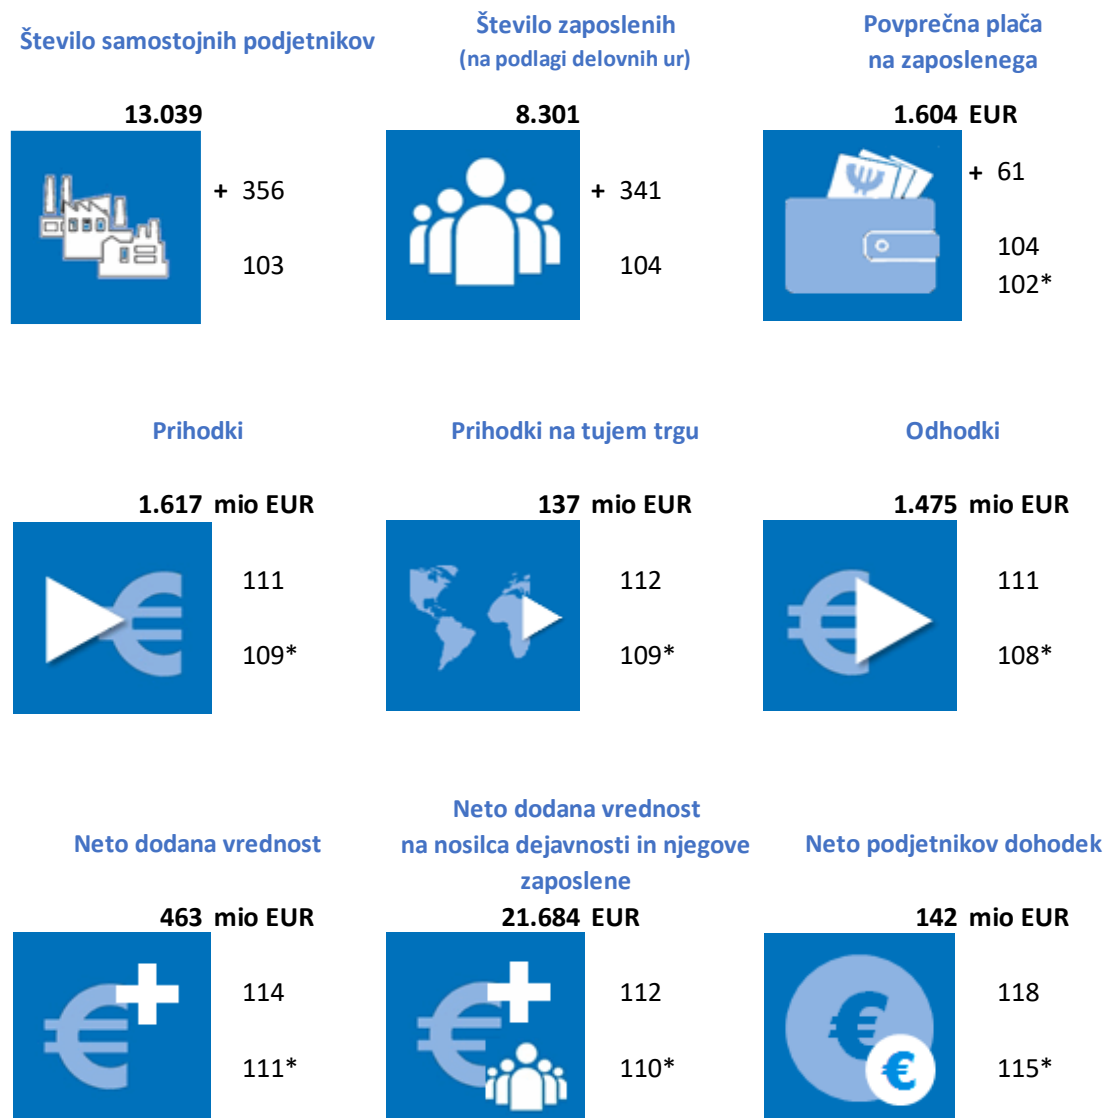 Število samostojnih podjetnikov
13.039
+ 356
103
Število zaposlenih
(na podlagi delovnih ur)
8.301
+ 341
104
Povprečna plača
na zaposlenega
1.604 EUR
+ 61
104
102*
Prihodki
1.617 mio EUR
111
109*
Prihodki na tujem trgu
137 mio EUR
112
109*
Odhodki
1.475 mio EUR
111
108*
Neto dodana vrednost
463 mio EUR
114
111*
Neto dodana vrednost
na nosilca dejavnosti in njegove
zaposlene
21.684 EUR
112
110*
Neto podjetnikov dohodek
142 mio EUR
118
115*